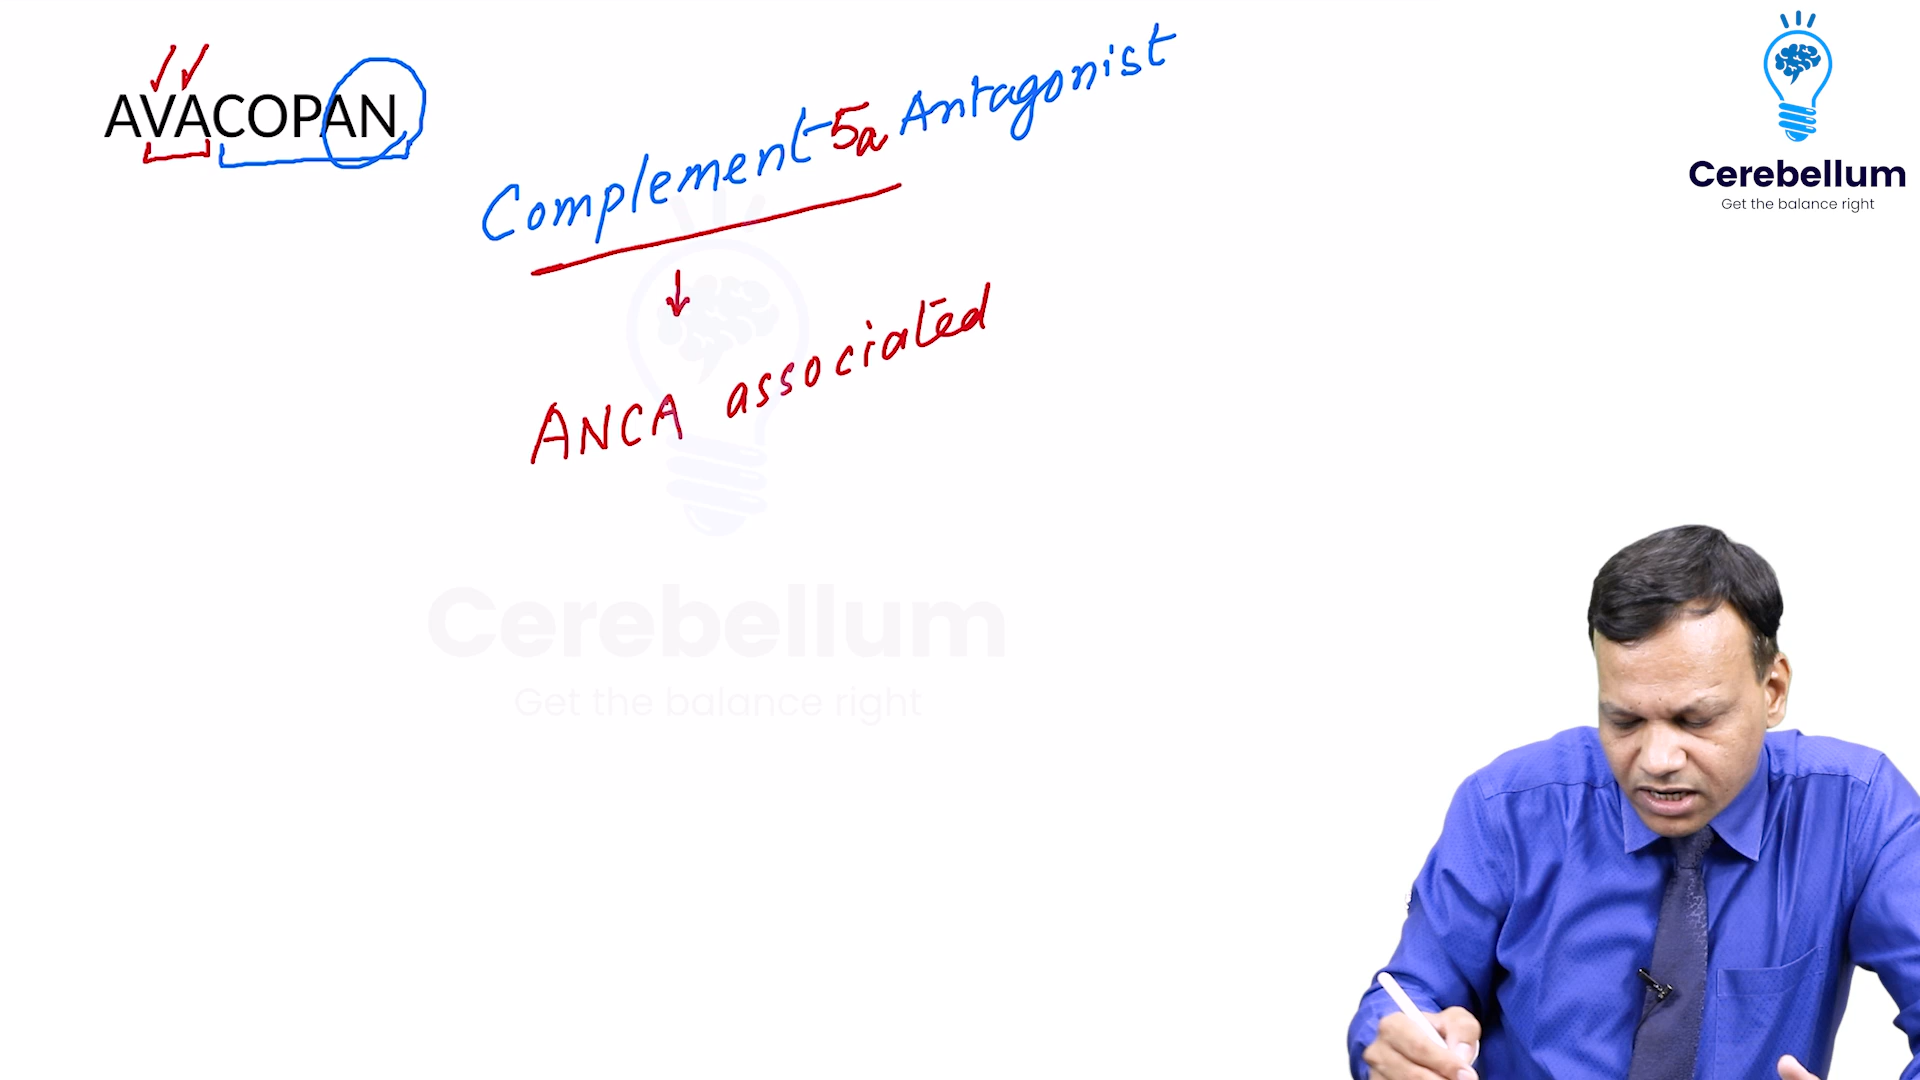 AVACOPAN
Complement-5a Antagonist
ANCA associated
Cerebellum
Get the balance right
Cerebellum
Get the balance right